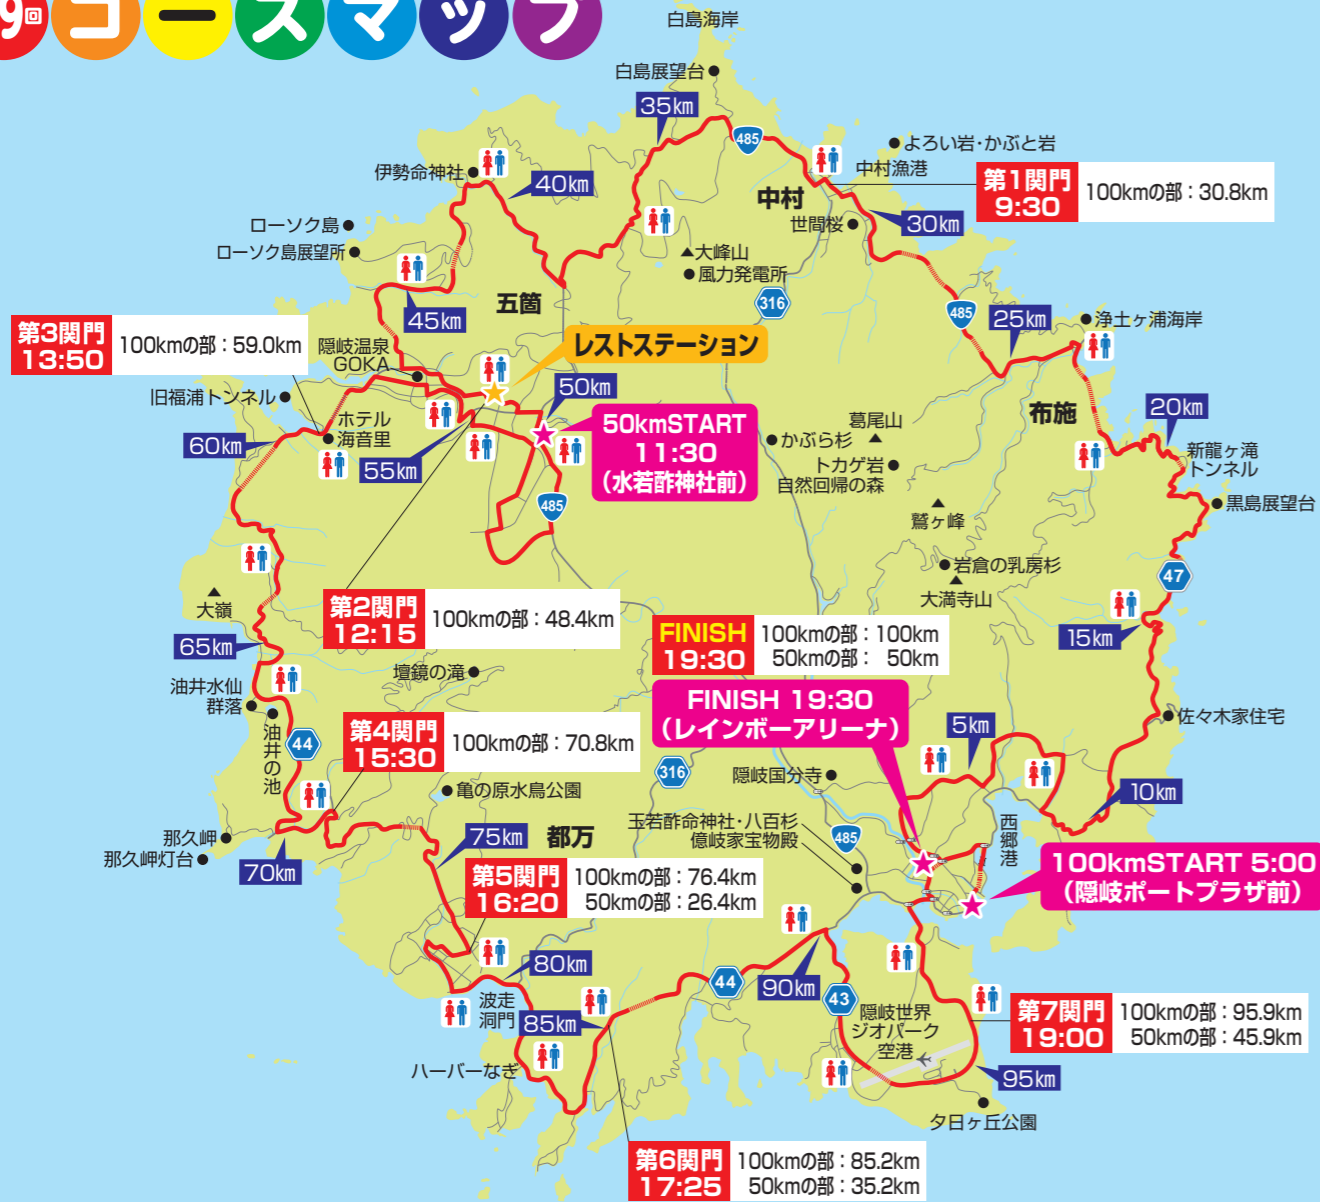 9回 コースマップ
白島海岸
白島展望台
35km
485
よろい岩・かぶと岩
中村漁港
第1関門
9:30
100kmの部：30.8km
伊勢命神社
40km
中村
世間桜
30km
ローソク島
ローソク島展望所
大峰山
風力発電所
316
五箇
45km
485
25km
浄土ヶ浦海岸
第3関門
13:50
100kmの部：59.0km
隠岐温泉
GOKA
レストステーション
50km
旧福浦トンネル
ホテル
海音里
60km
55km
50kmSTART
11:30
（水若酢神社前）
485
葛尾山
かぶら杉
トカゲ岩
自然回帰の森
布施
20km
新龍ヶ滝
トンネル
黒島展望台
鷲ヶ峰
岩倉の乳房杉
大満寺山
47
大嶺
第2関門
12:15
100kmの部：48.4km
15km
65km
FINISH
19:30
100kmの部：100km
50kmの部： 50km
壇鏡の滝
油井水仙
群落
油井の池
44
FINISH 19:30
（レインボーアリーナ）
5km
佐々木家住宅
第4関門
15:30
100kmの部：70.8km
316
隠岐国分寺
10km
亀の原水鳥公園
那久岬
那久岬灯台
70km
75km
都万
玉若酢命神社・八百杉
億岐家宝物殿
485
西郷港
100kmSTART 5:00
（隠岐ポートプラザ前）
第5関門
16:20
100kmの部：76.4km
50kmの部：26.4km
80km
波走
洞門
85km
44
90km
43
隠岐世界
ジオパーク
空港
第7関門
19:00
100kmの部：95.9km
50kmの部：45.9km
ハーバーなぎ
95km
夕日ヶ丘公園
第6関門
17:25
100kmの部：85.2km
50kmの部：35.2km